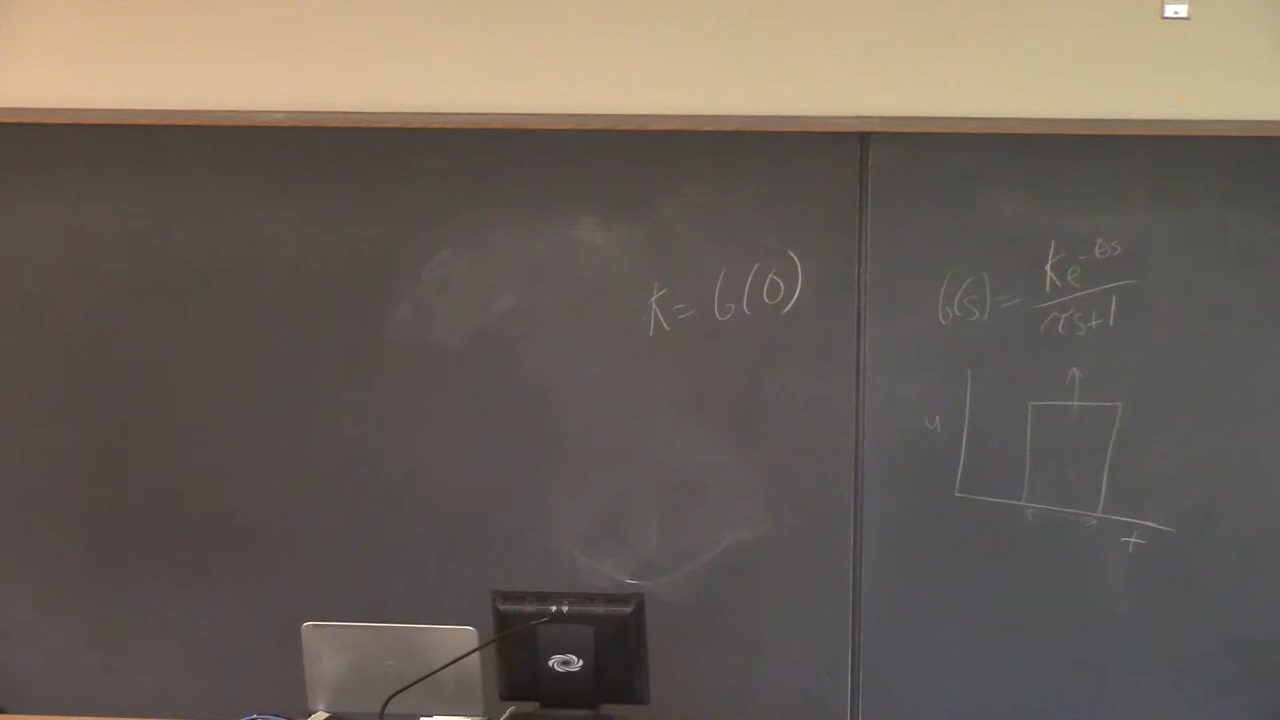 K = G(0)
G(s) = Ke^{-θs} / τs+1
u
t